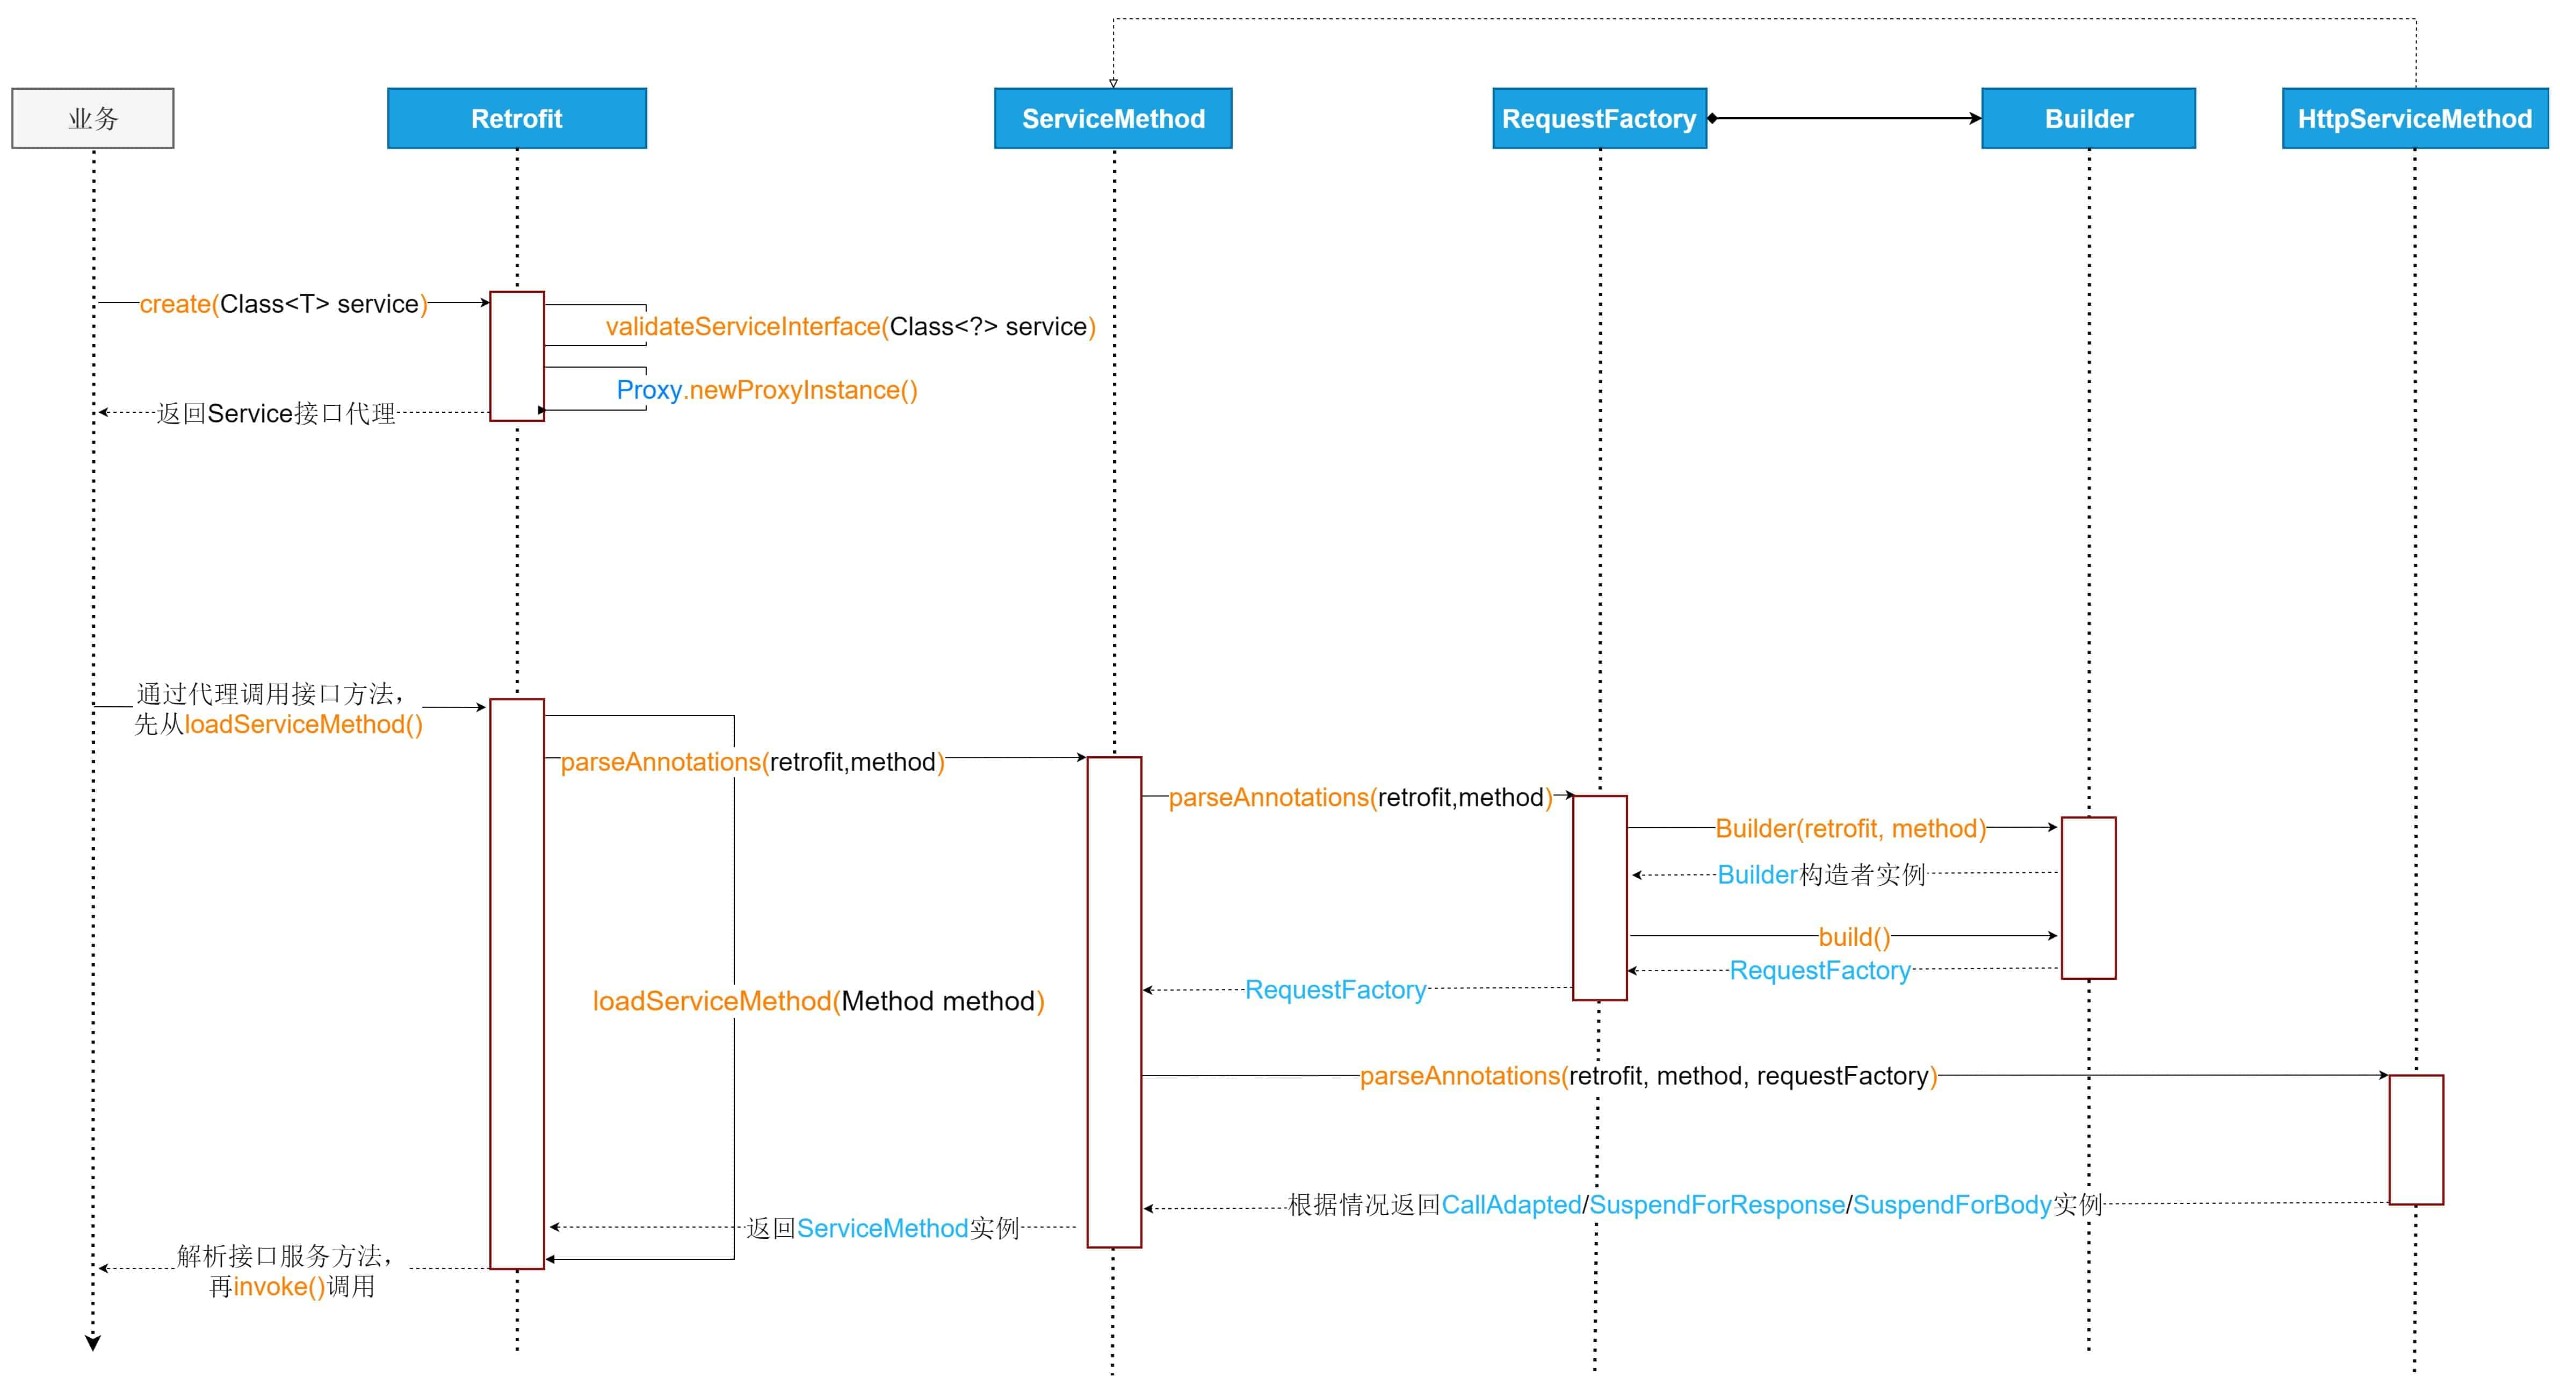 业务
Retrofit
ServiceMethod
RequestFactory
Builder
HttpServiceMethod
create(Class<T> service)
validateServiceInterface(Class<?> service)
Proxy.newProxyInstance()
返回Service接口代理
通过代理调用接口方法，
先从loadServiceMethod()
parseAnnotations(retrofit,method)
parseAnnotations(retrofit,method)
Builder(retrofit, method)
Builder构造者实例
build()
RequestFactory
RequestFactory
loadServiceMethod(Method method)
parseAnnotations(retrofit, method, requestFactory)
根据情况返回CallAdapted/SuspendForResponse/SuspendForBody实例
返回ServiceMethod实例
解析接口服务方法，
再invoke()调用